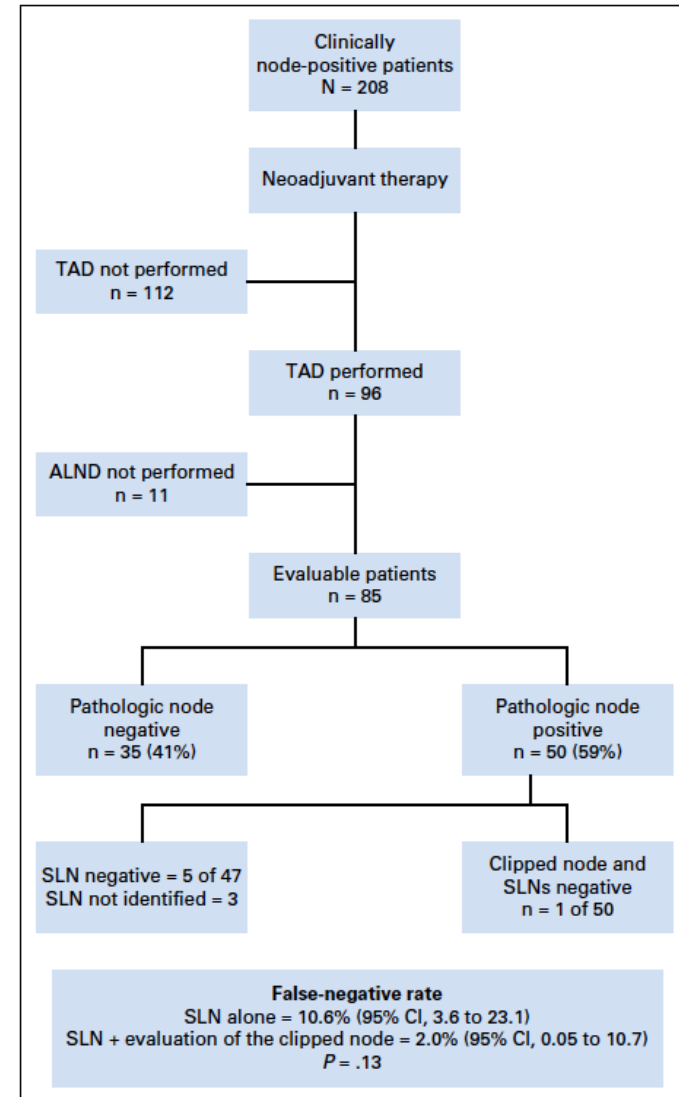 Clinically
node-positive patients
N = 208
Neoadjuvant therapy
TAD not performed
n = 112
TAD performed
n = 96
ALND not performed
n = 11
Evaluable patients
n = 85
Pathologic node
negative
n = 35 (41%)
Pathologic node
positive
n = 50 (59%)
SLN negative = 5 of 47
SLN not identified = 3
Clipped node and
SLNs negative
n = 1 of 50
False-negative rate
SLN alone = 10.6% (95% CI, 3.6 to 23.1)
SLN + evaluation of the clipped node = 2.0% (95% CI, 0.05 to 10.7)
P = .13